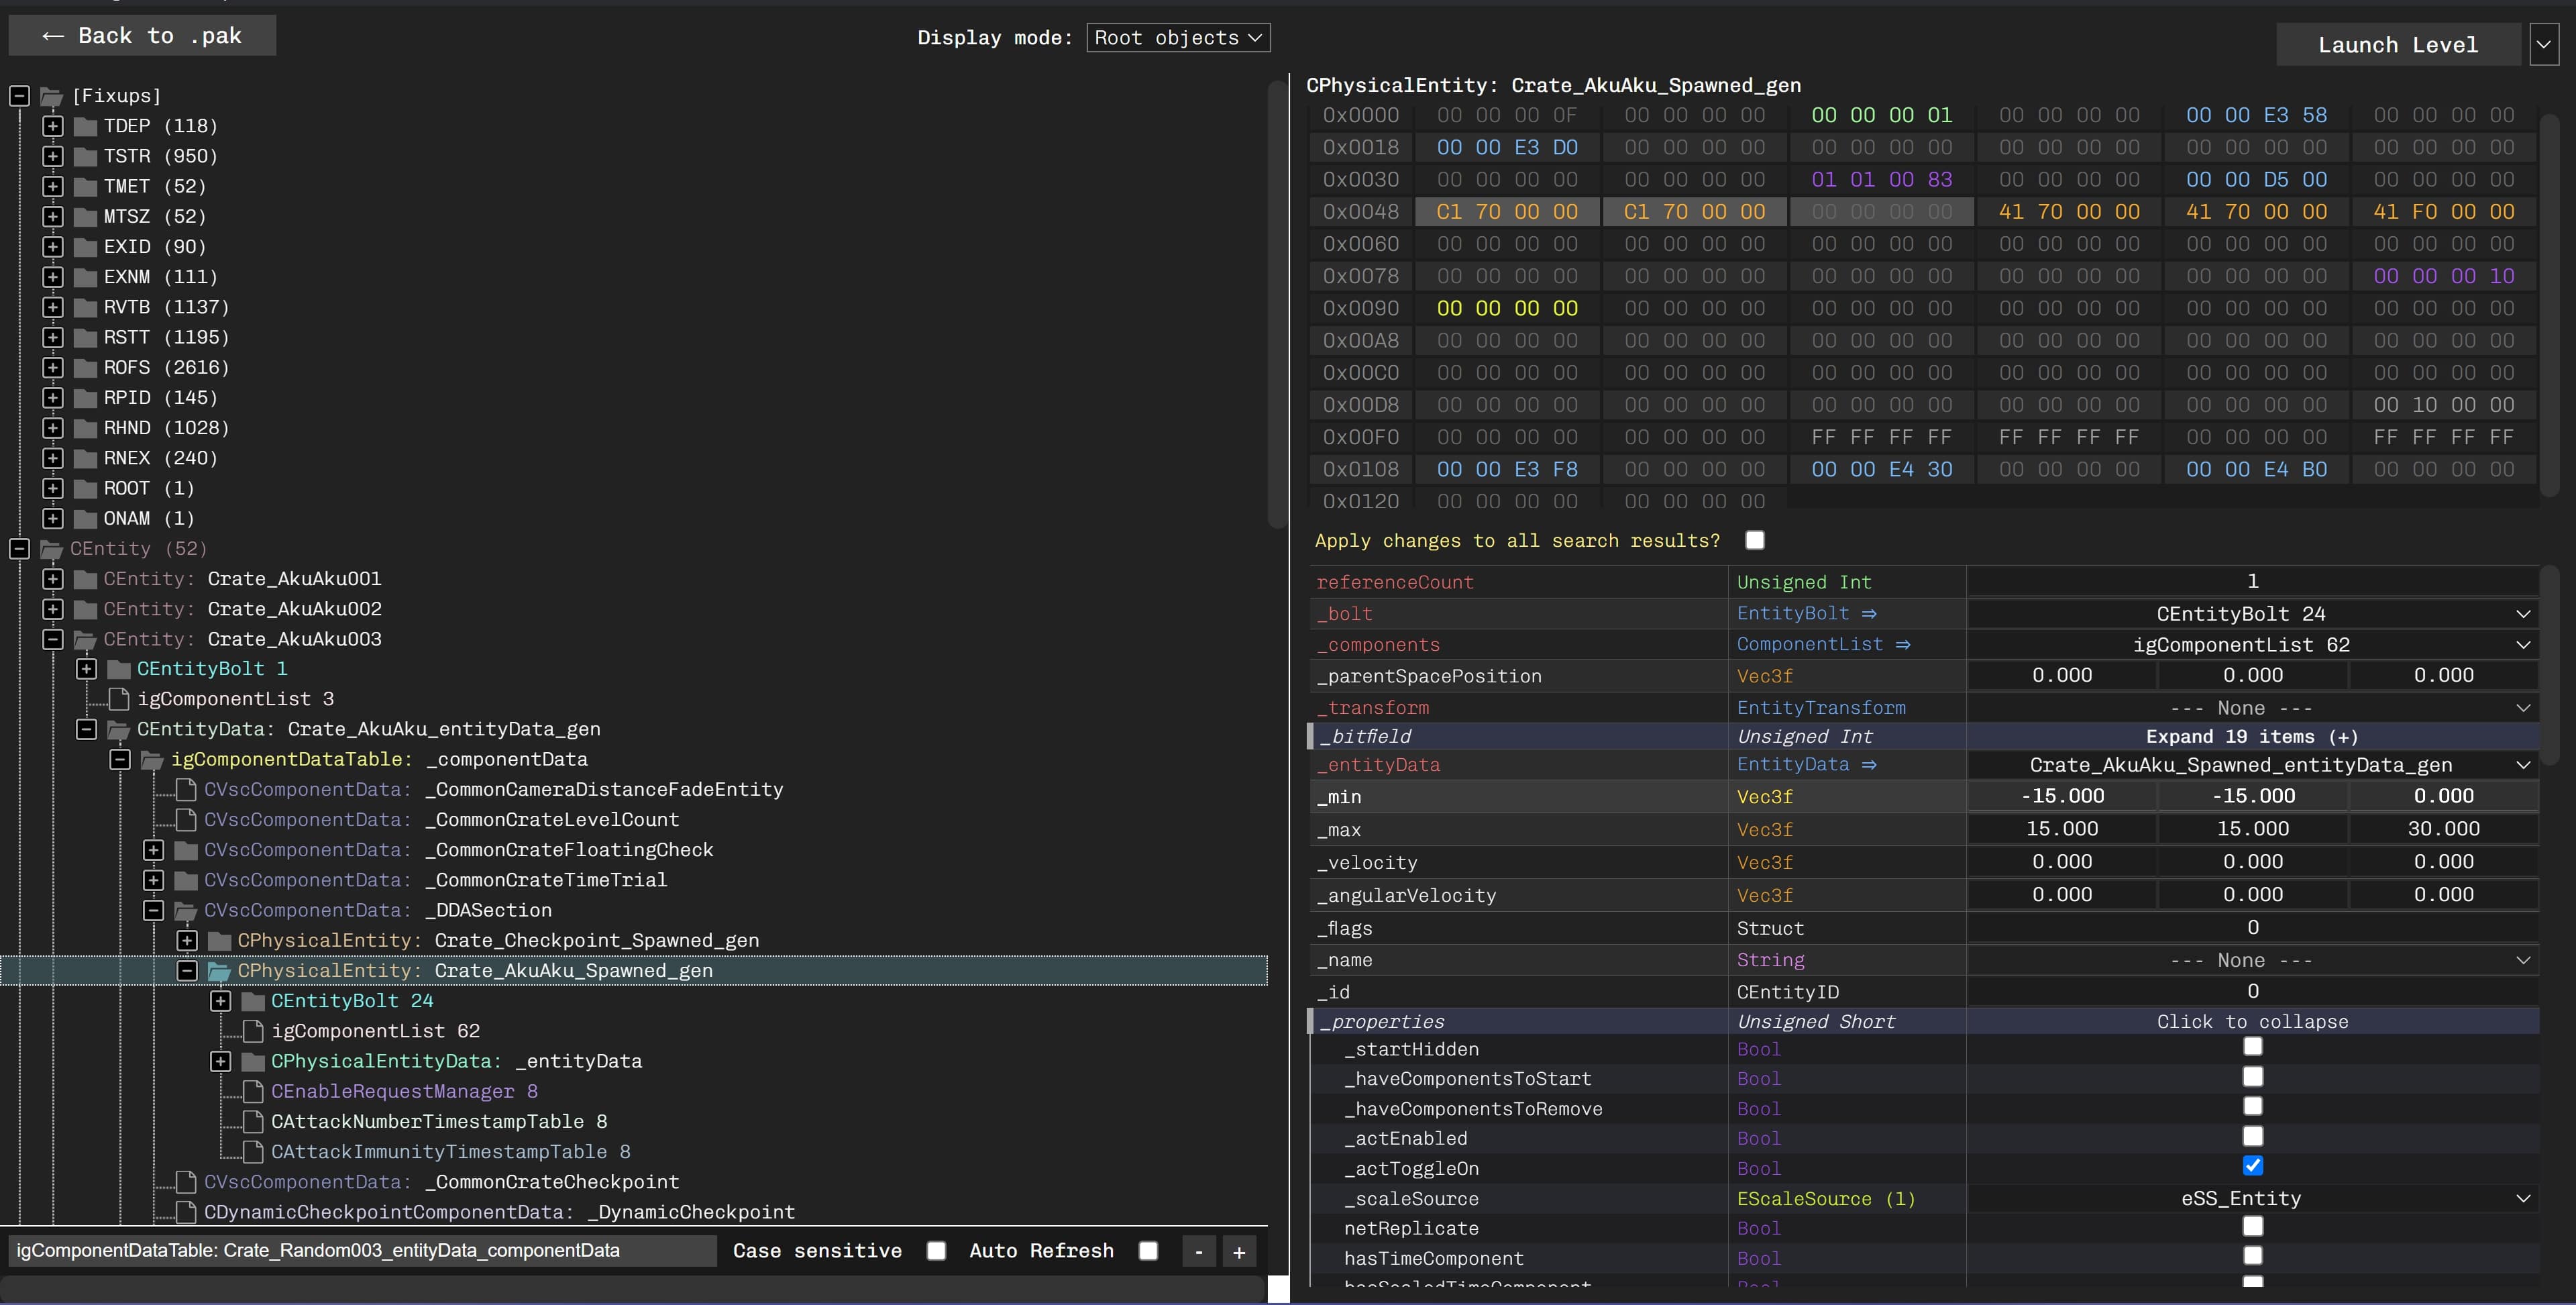 ← Back to .pak
Display mode: Root objects
Launch Level
[Fixups]
TDEP (118)
TSTR (950)
TMET (52)
MTSZ (52)
EXID (90)
EXNM (111)
RVTB (1137)
RSTT (1195)
ROFS (2616)
RPID (145)
RHND (1028)
RNEX (240)
ROOT (1)
ONAM (1)
CEntity (52)
CEntity: Crate_AkuAku001
CEntity: Crate_AkuAku002
CEntity: Crate_AkuAku003
CEntityBolt 1
igComponentList 3
CEntityData: Crate_AkuAku_entityData_gen
igComponentDataTable: _componentData
CVscComponentData: _CommonCameraDistanceFadeEntity
CVscComponentData: _CommonCrateLevelCount
CVscComponentData: _CommonCrateFloatingCheck
CVscComponentData: _CommonCrateTimeTrial
CVscComponentData: _DDASection
CPhysicalEntity: Crate_Checkpoint_Spawned_gen
CPhysicalEntity: Crate_AkuAku_Spawned_gen
CEntityBolt 24
igComponentList 62
CPhysicalEntityData: _entityData
CEnableRequestManager 8
CAttackNumberTimestampTable 8
CAttackImmunityTimestampTable 8
CVscComponentData: _CommonCrateCheckpoint
CDynamicCheckpointComponentData: _DynamicCheckpoint
igComponentDataTable: Crate_Random003_entityData_componentData
Case sensitive
Auto Refresh
- +
CPhysicalEntity: Crate_AkuAku_Spawned_gen
0x0000 00 00 00 0F 00 00 00 00 00 00 00 01 00 00 00 00 00 00 E3 58 00 00 00 00
0x0018 00 00 E3 D0 00 00 00 00 00 00 00 00 00 00 00 00 00 00 00 00 00 00 00 00
0x0030 00 00 00 00 00 00 00 00 01 01 00 83 00 00 00 00 00 00 D5 00 00 00 00 00
0x0048 C1 70 00 00 C1 70 00 00 00 00 00 00 41 70 00 00 41 70 00 00 41 F0 00 00
0x0060 00 00 00 00 00 00 00 00 00 00 00 00 00 00 00 00 00 00 00 00 00 00 00 00
0x0078 00 00 00 00 00 00 00 00 00 00 00 00 00 00 00 00 00 00 00 00 00 00 00 10
0x0090 00 00 00 00 00 00 00 00 00 00 00 00 00 00 00 00 00 00 00 00 00 00 00 00
0x00A8 00 00 00 00 00 00 00 00 00 00 00 00 00 00 00 00 00 00 00 00 00 00 00 00
0x00C0 00 00 00 00 00 00 00 00 00 00 00 00 00 00 00 00 00 00 00 00 00 00 00 00
0x00D8 00 00 00 00 00 00 00 00 00 00 00 00 00 00 00 00 00 00 00 00 00 10 00 00
0x00F0 00 00 00 00 00 00 00 00 FF FF FF FF FF FF FF FF 00 00 00 00 FF FF FF FF
0x0108 00 00 E3 F8 00 00 00 00 00 00 E4 30 00 00 00 00 00 00 E4 B0 00 00 00 00
0x0120 00 00 00 00 00 00 00 00
Apply changes to all search results?
referenceCount Unsigned Int 1
_bolt EntityBolt ⇒ CEntityBolt 24
_components ComponentList ⇒ igComponentList 62
_parentSpacePosition Vec3f 0.000 0.000 0.000
_transform EntityTransform --- None ---
_bitfield Unsigned Int Expand 19 items (+)
_entityData EntityData ⇒ Crate_AkuAku_Spawned_entityData_gen
_min Vec3f -15.000 -15.000 0.000
_max Vec3f 15.000 15.000 30.000
_velocity Vec3f 0.000 0.000 0.000
_angularVelocity Vec3f 0.000 0.000 0.000
_flags Struct 0
_name String --- None ---
_id CEntityID 0
_properties Unsigned Short Click to collapse
_startHidden Bool
_haveComponentsToStart Bool
_haveComponentsToRemove Bool
_actEnabled Bool
_actToggleOn Bool
_scaleSource EScaleSource (1) eSS_Entity
netReplicate Bool
hasTimeComponent Bool